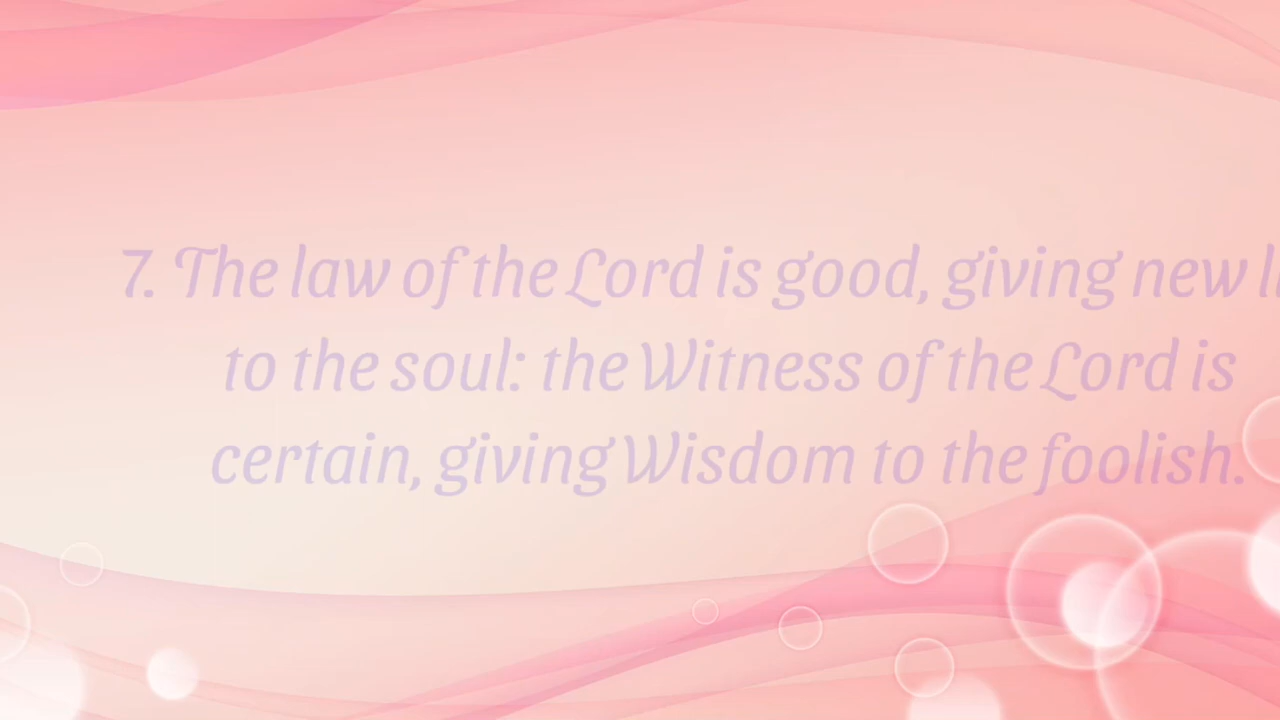 7. The law of the Lord is good, giving new
to the soul: the Witness of the Lord is
certain, giving Wisdom to the foolish.